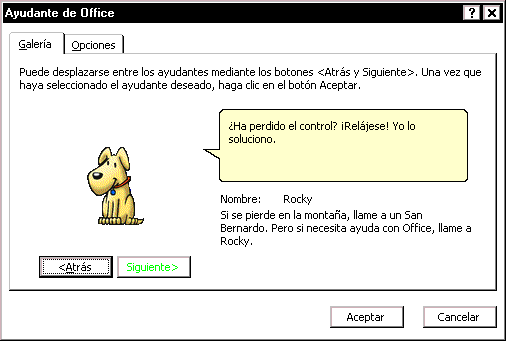 Ayudante de Office
Galería
Opciones
Puede desplazarse entre los ayudantes mediante los botones <Atrás y Siguiente>. Una vez que
haya seleccionado el ayudante deseado, haga clic en el botón Aceptar.
¿Ha perdido el control? ¡Relájese! Yo lo
soluciono.
Nombre: Rocky
Si se pierde en la montaña, llame a un San
Bernardo. Pero si necesita ayuda con Office, llame a
Rocky.
<Atrás
Siguiente>
Aceptar
Cancelar